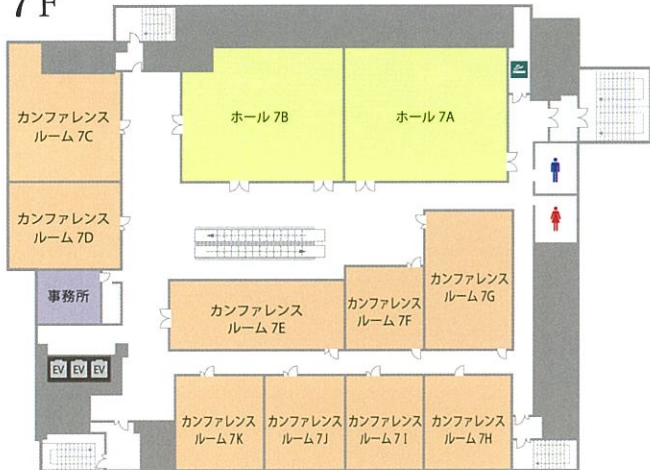 7F
カンファレンス
ルーム 7C
ホール 7B
ホール 7A
カンファレンス
ルーム 7D
事務所
カンファレンス
ルーム 7E
カンファレンス
ルーム 7F
カンファレンス
ルーム 7G
EV EV EV
カンファレンス
ルーム 7K
カンファレンス
ルーム 7J
カンファレンス
ルーム 7I
カンファレンス
ルーム 7H